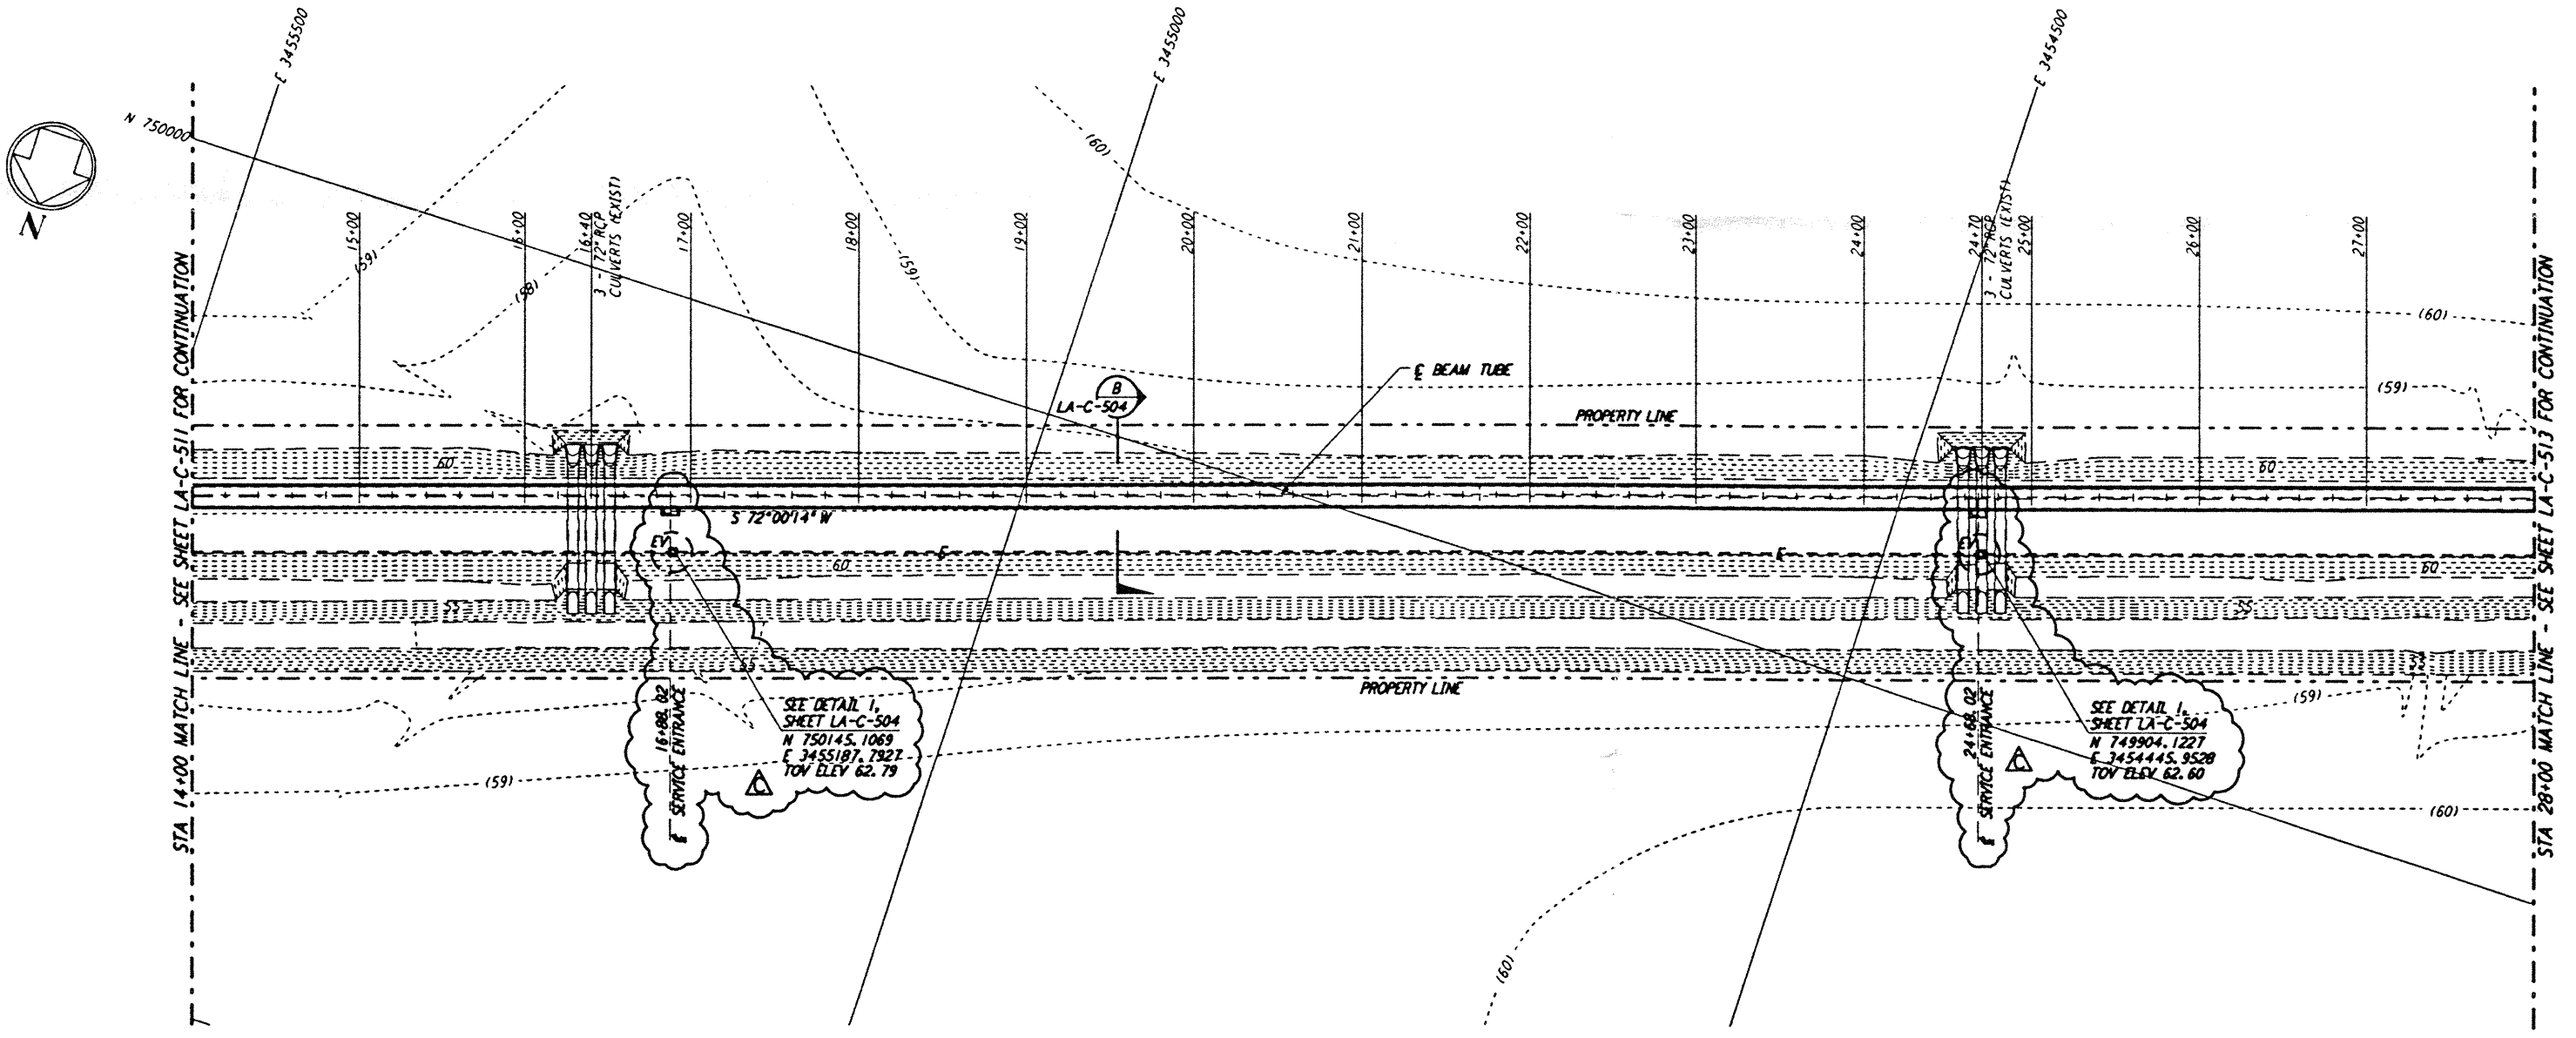 E 3455500
E 3455000
E 3454500
N 750000
N
15+00
16+00
16+40
3 - 72" RCP
CULVERTS (EXIST)
17+00
18+00
19+00
20+00
21+00
22+00
23+00
24+00
24+70
3 - 72" RCP
CULVERTS (EXIST)
25+00
26+00
27+00
(59)
(58)
(59)
(60)
(60)
(59)
STA 14+00 MATCH LINE - SEE SHEET LA-C-511 FOR CONTINUATION
STA 28+00 MATCH LINE - SEE SHEET LA-C-513 FOR CONTINUATION
℄ BEAM TUBE
B
LA-C-504
PROPERTY LINE
60
60
S 72°00'14" W
EV
E
E
EV
60
60
55
55
55
PROPERTY LINE
16+88.02
℄ SERVICE ENTRANCE
SEE DETAIL 1,
SHEET LA-C-504
N 750145.1069
E 3455187.7927
TOV ELEV 62.79
C
24+68.02
℄ SERVICE ENTRANCE
SEE DETAIL 1,
SHEET LA-C-504
N 749904.1227
E 3454445.9528
TOV ELEV 62.60
C
(59)
(59)
(60)
(60)